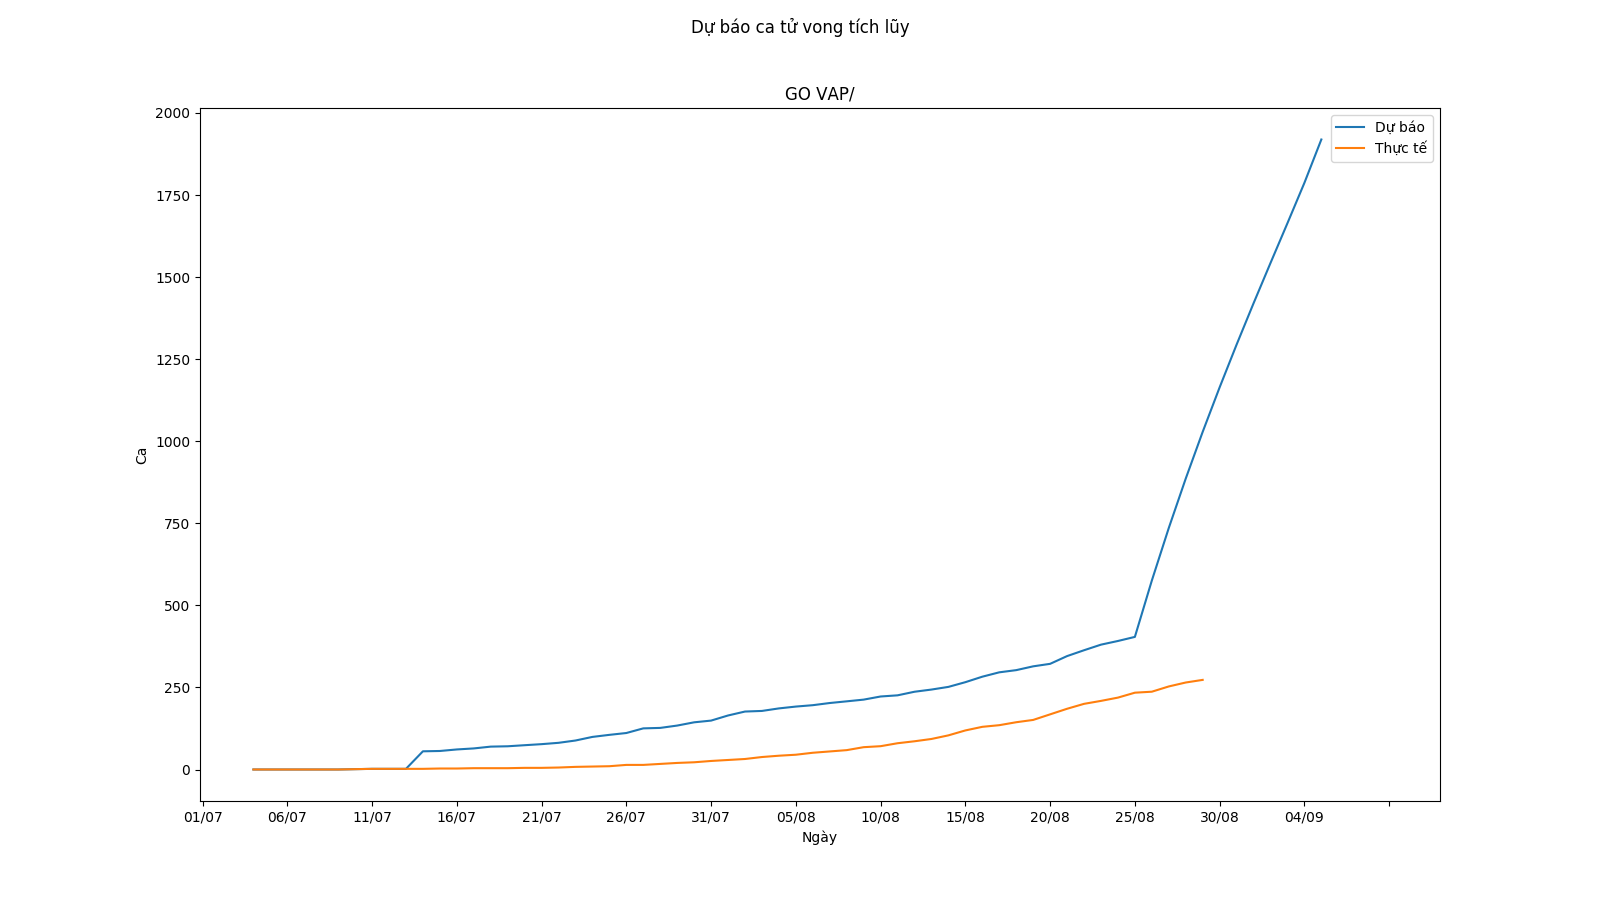 Dự báo ca tử vong tích lũy
GO VAP/
Dự báo
Thực tế
2000
1750
1500
1250
1000
750
500
250
0
Ca
01/07 06/07 11/07 16/07 21/07 26/07 31/07 05/08 10/08 15/08 20/08 25/08 30/08 04/09
Ngày